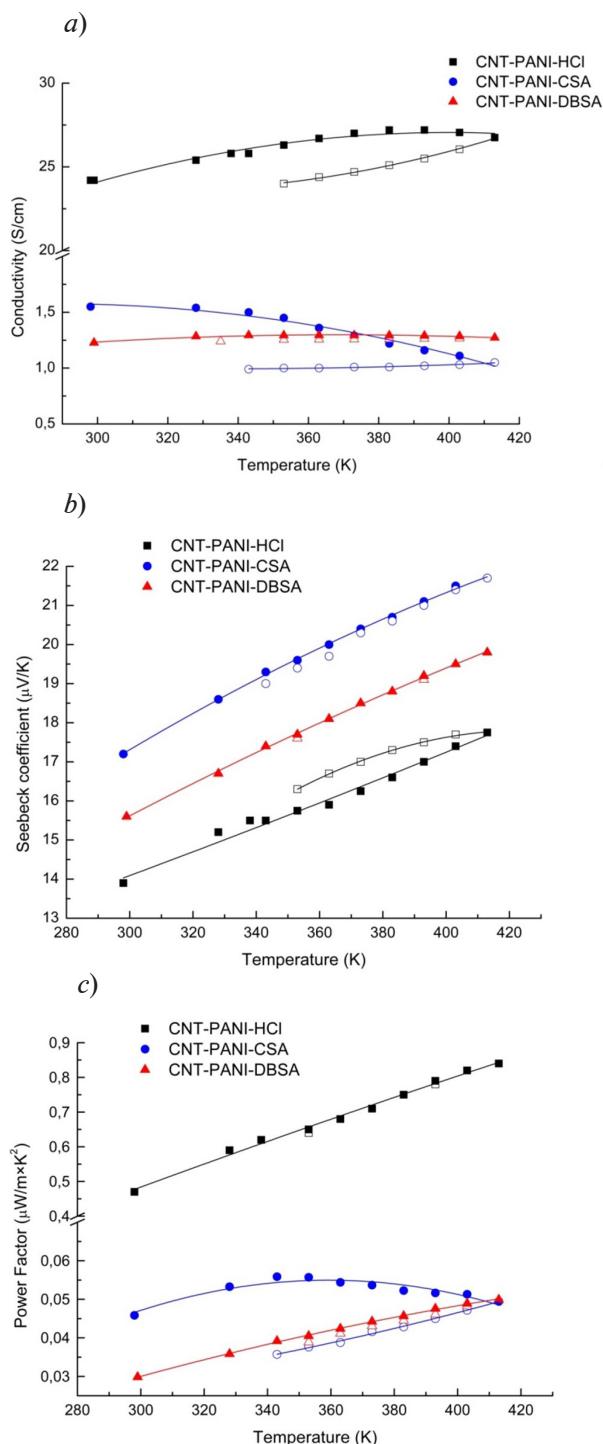 a)
CNT-PANI-HCl
CNT-PANI-CSA
CNT-PANI-DBSA
30
25
20
1,5
1,0
0,5
Conductivity (S/cm)
300 320 340 360 380 400 420
Temperature (K)
b)
CNT-PANI-HCl
CNT-PANI-CSA
CNT-PANI-DBSA
22
21
20
19
18
17
16
15
14
13
Seebeck coefficient (μV/K)
280 300 320 340 360 380 400 420
Temperature (K)
c)
CNT-PANI-HCl
CNT-PANI-CSA
CNT-PANI-DBSA
0,9
0,8
0,7
0,6
0,5
0,4
0,06
0,05
0,04
0,03
Power Factor (μW/m×K²)
280 300 320 340 360 380 400 420
Temperature (K)